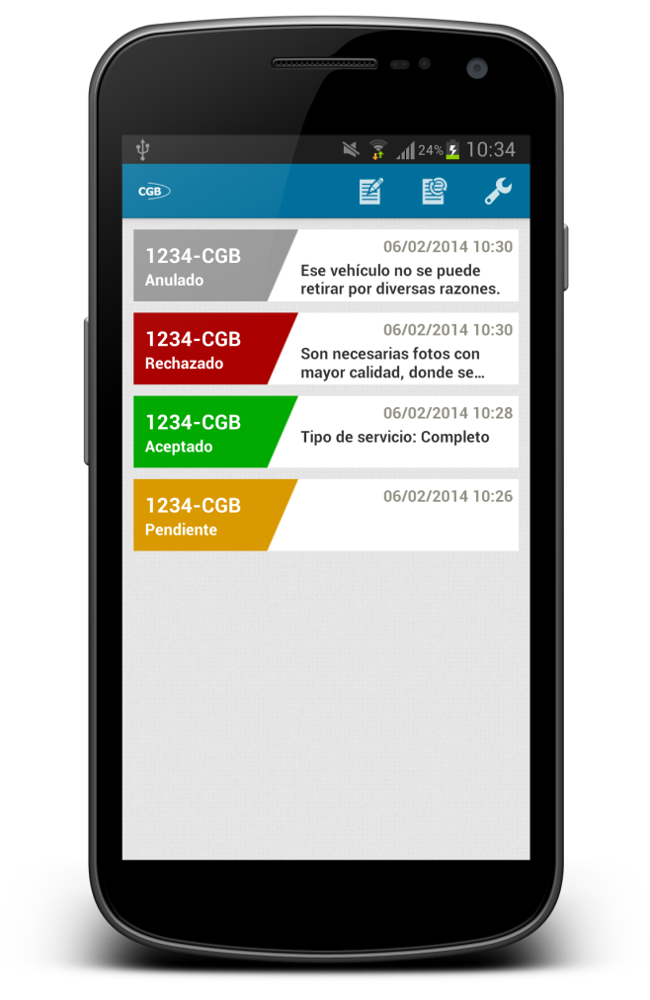 24% 10:34
CGB
1234-CGB
Anulado
06/02/2014 10:30
Ese vehículo no se puede
retirar por diversas razones.
1234-CGB
Rechazado
06/02/2014 10:30
Son necesarias fotos con
mayor calidad, donde se…
1234-CGB
Aceptado
06/02/2014 10:28
Tipo de servicio: Completo
1234-CGB
Pendiente
06/02/2014 10:26